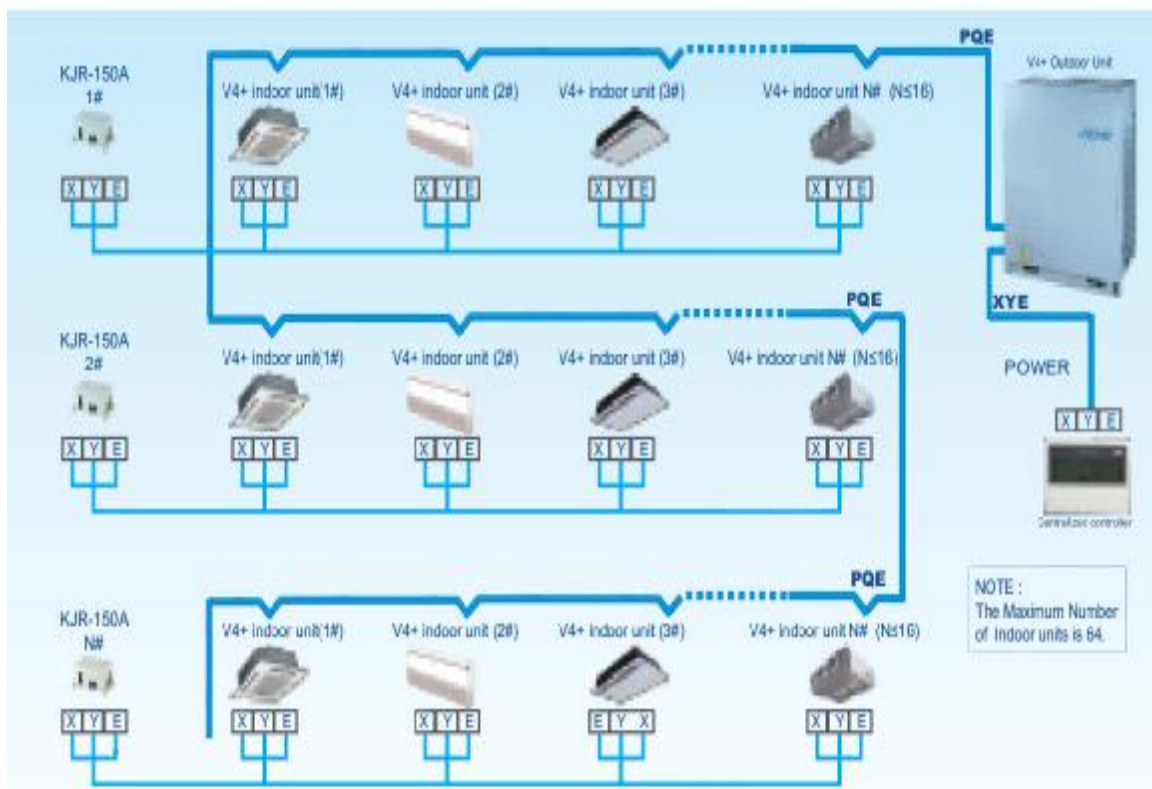 PQE
V4+ Outdoor Unit
KJR-150A
1#
V4+ indoor unit(1#)
V4+ indoor unit (2#)
V4+ indoor unit (3#)
V4+ indoor unit N# (N≤16)
X Y E
X Y E
X Y E
X Y E
X Y E
PQE
XYE
KJR-150A
2#
V4+ indoor unit(1#)
V4+ indoor unit (2#)
V4+ indoor unit (3#)
V4+ indoor unit N# (N≤16)
POWER
X Y E
X Y E
X Y E
X Y E
X Y E
X Y E
Centralized controller
PQE
NOTE :
The Maximum Number
of Indoor units is 64.
KJR-150A
N#
V4+ indoor unit(1#)
V4+ indoor unit (2#)
V4+ indoor unit (3#)
V4+ indoor unit N# (N≤16)
X Y E
X Y E
X Y E
E Y X
X Y E